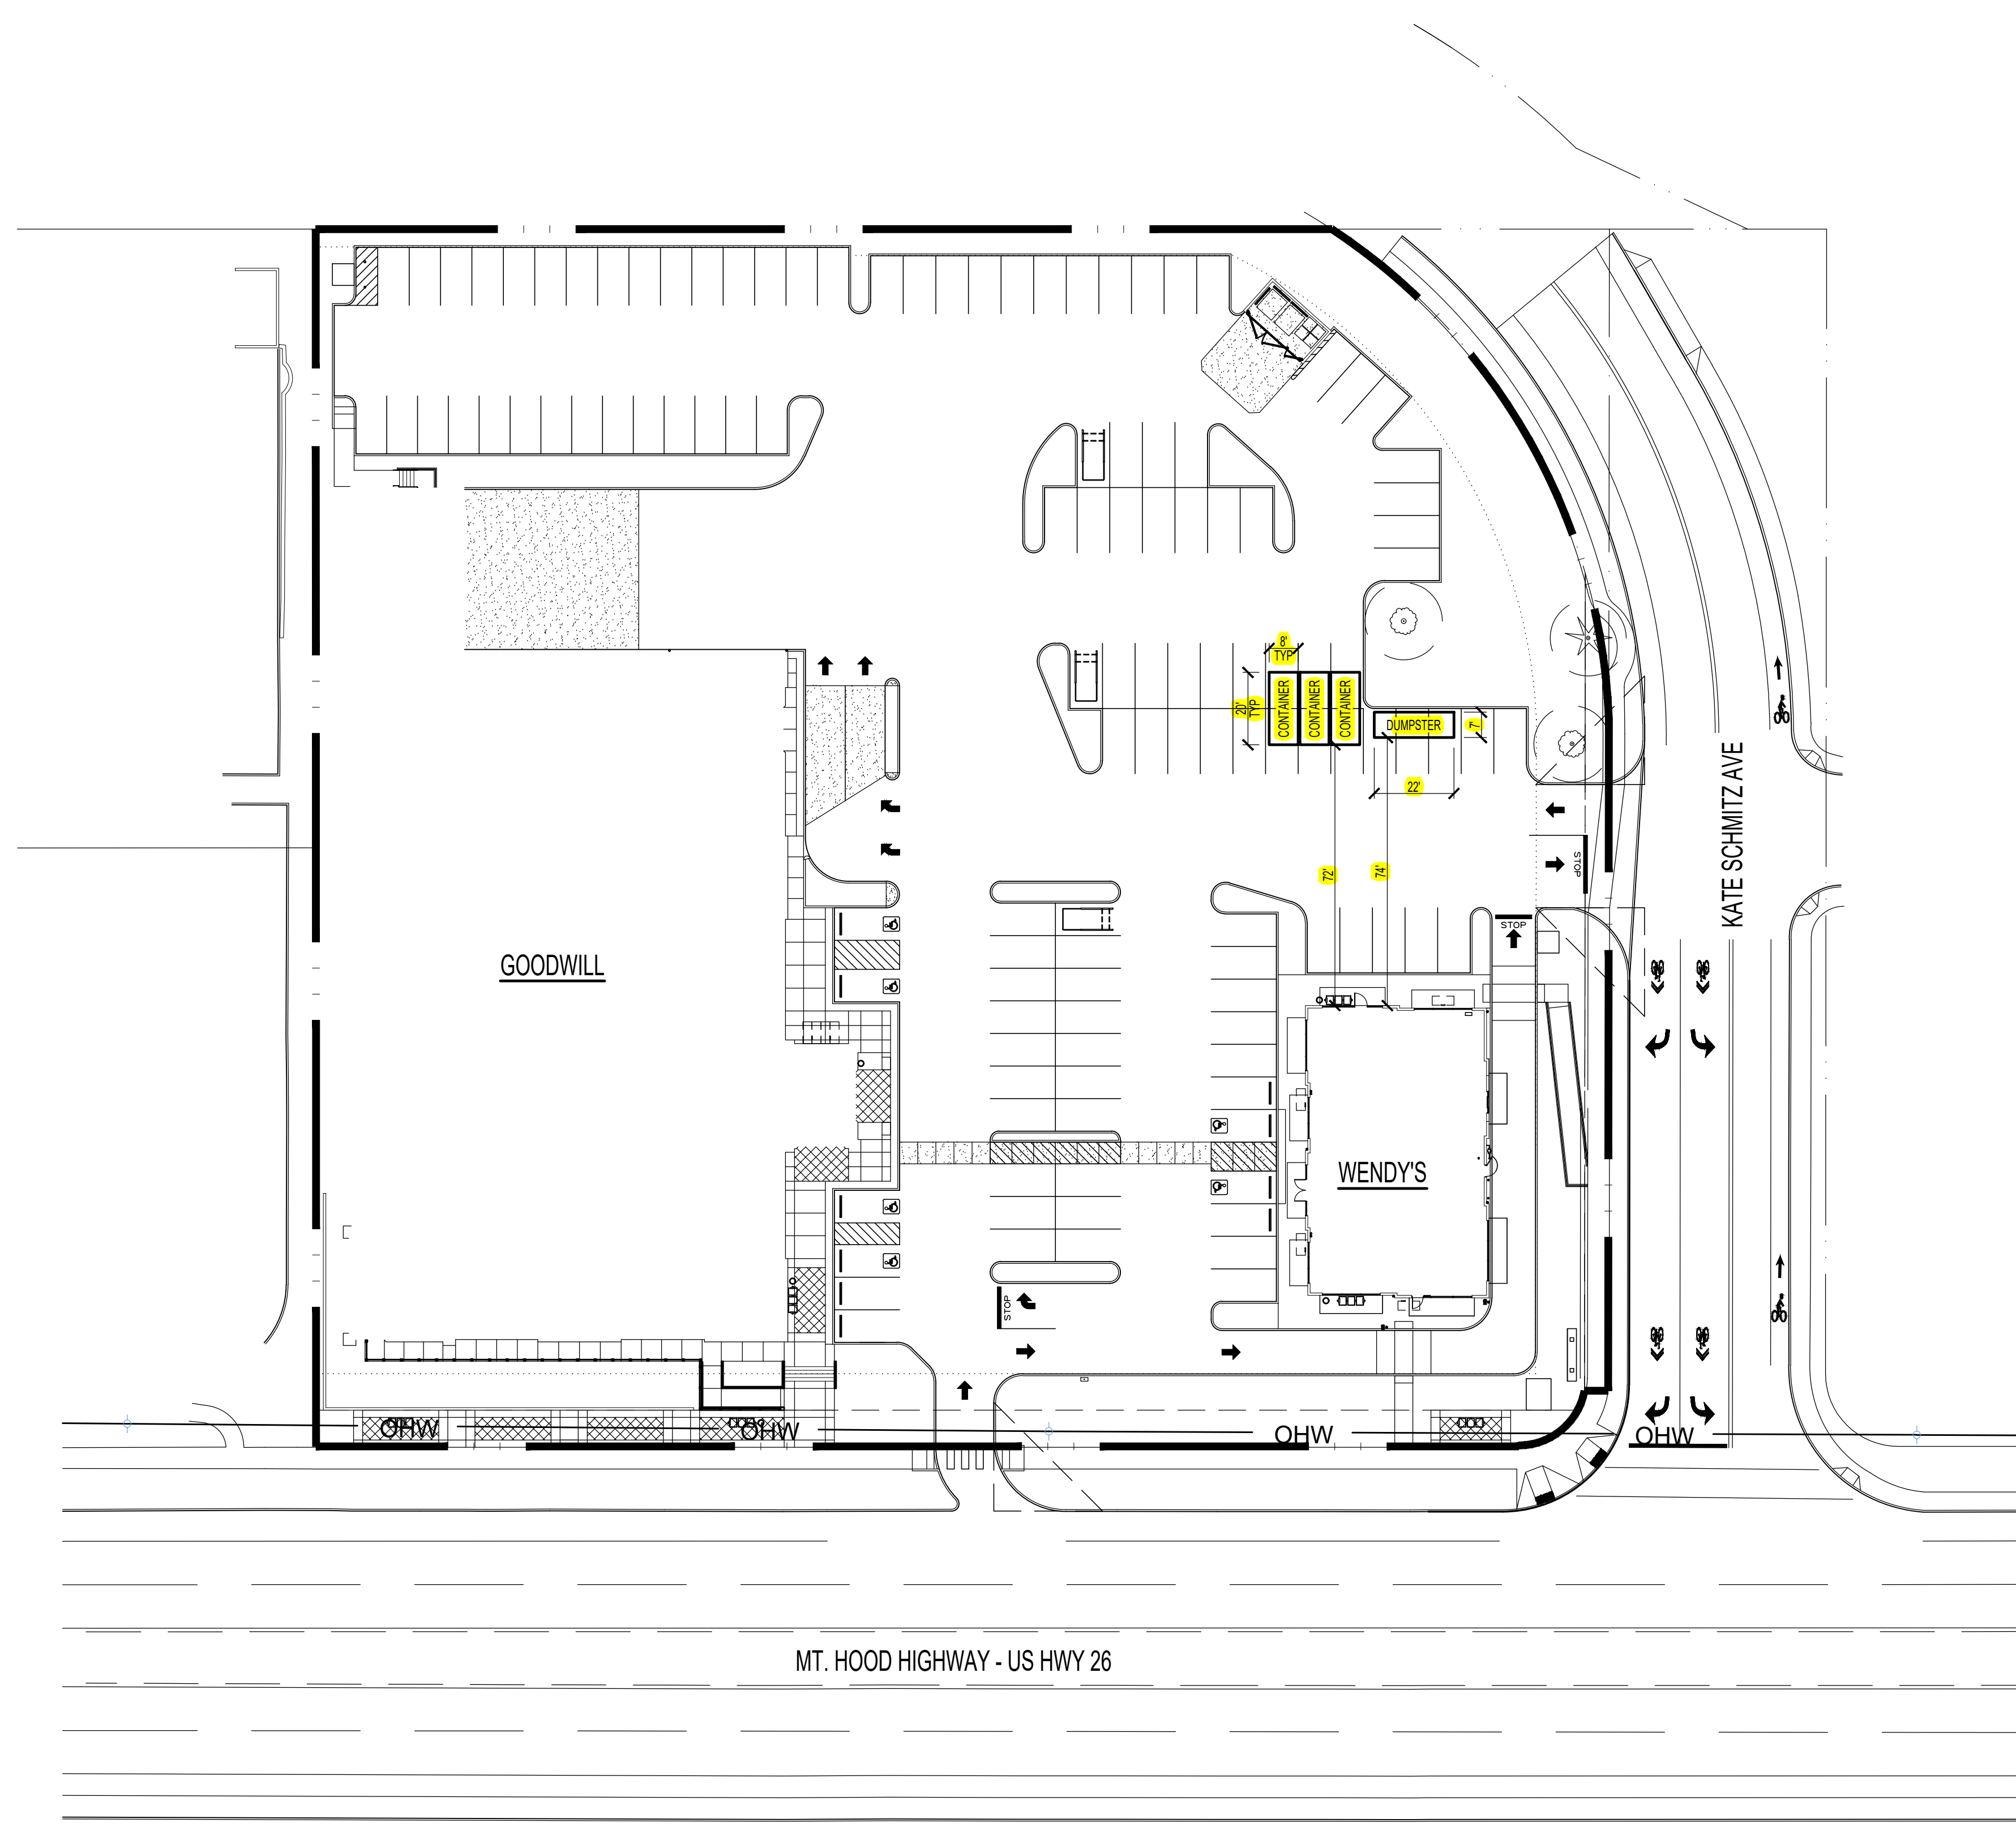 8'
TYP
20'
TYP
CONTAINER
CONTAINER
CONTAINER
DUMPSTER
7'
22'
72'
74'
STOP
STOP
KATE SCHMITZ AVE
GOODWILL
WENDY'S
STOP
OHW
OHW
OHW
OHW
MT. HOOD HIGHWAY - US HWY 26